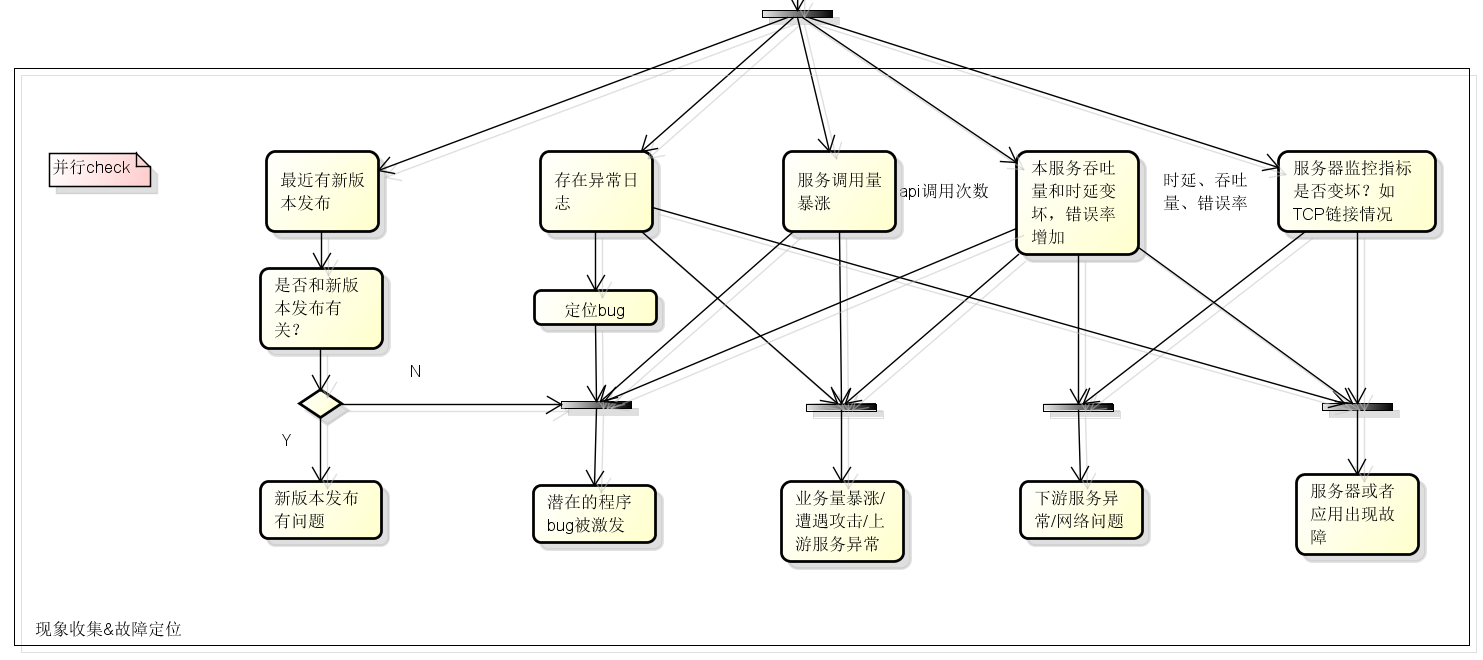 并行check
最近有新版
本发布
存在异常日
志
服务调用量
暴涨
api调用次数
本服务吞吐
量和时延变
坏，错误率
增加
时延、吞吐
量、错误率
服务器监控指标
是否变坏？如
TCP链接情况
是否和新版
本发布有
关？
定位bug
N
Y
新版本发布
有问题
潜在的程序
bug被激发
业务量暴涨/
遭遇攻击/上
游服务异常
下游服务异
常/网络问题
服务器或者
应用出现故
障
现象收集&故障定位